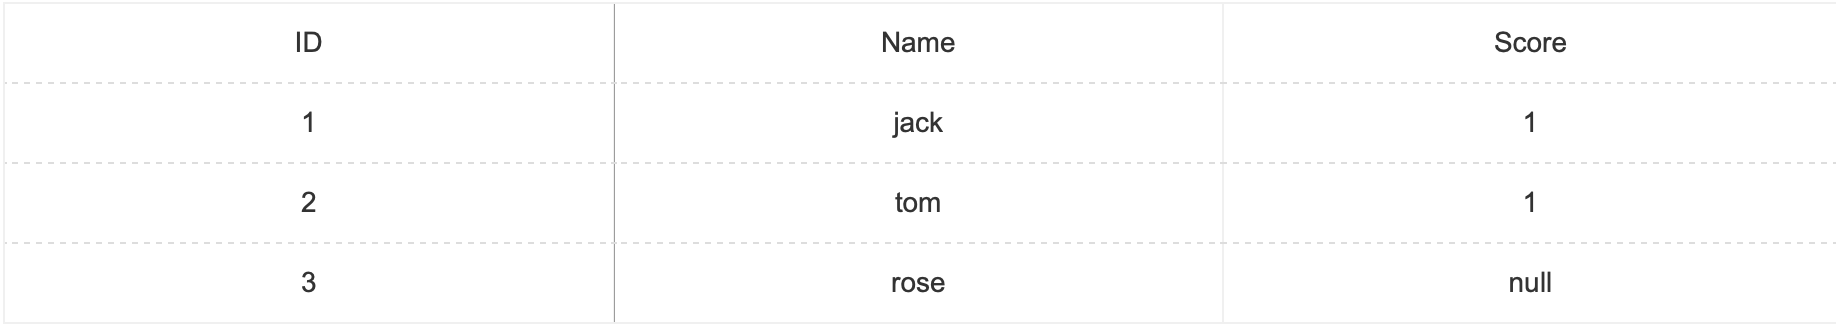 ID Name Score
1 jack 1
2 tom 1
3 rose null